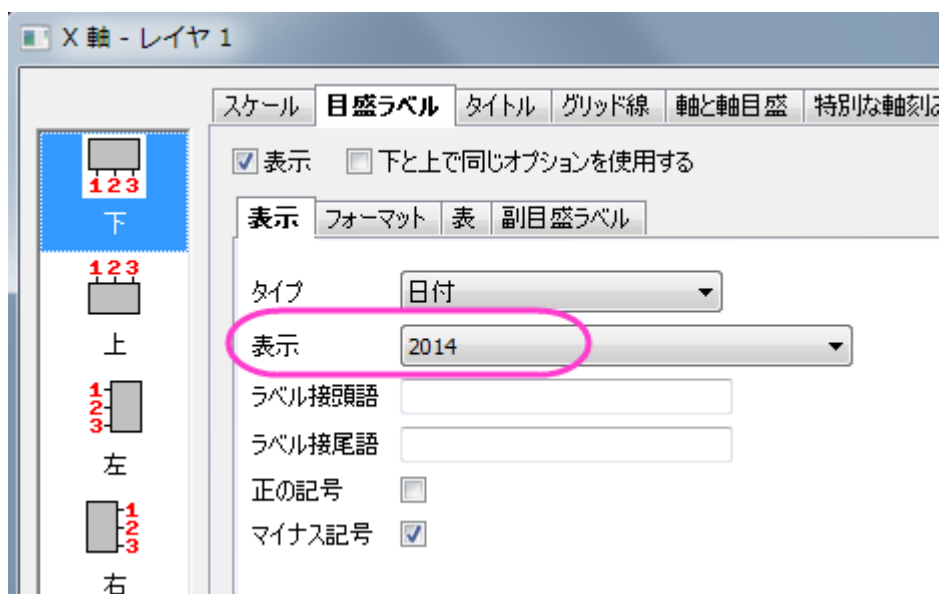 X 軸 - レイヤ 1
スケール 目盛ラベル タイトル グリッド線 軸と軸目盛 特別な軸刻
表示 下と上で同じオプションを使用する
表示 フォーマット 表 副目盛ラベル
123
下
123
上
1
2
3
左
1
2
3
右
タイプ 日付
表示 2014
ラベル接頭語
ラベル接尾語
正の記号
マイナス記号